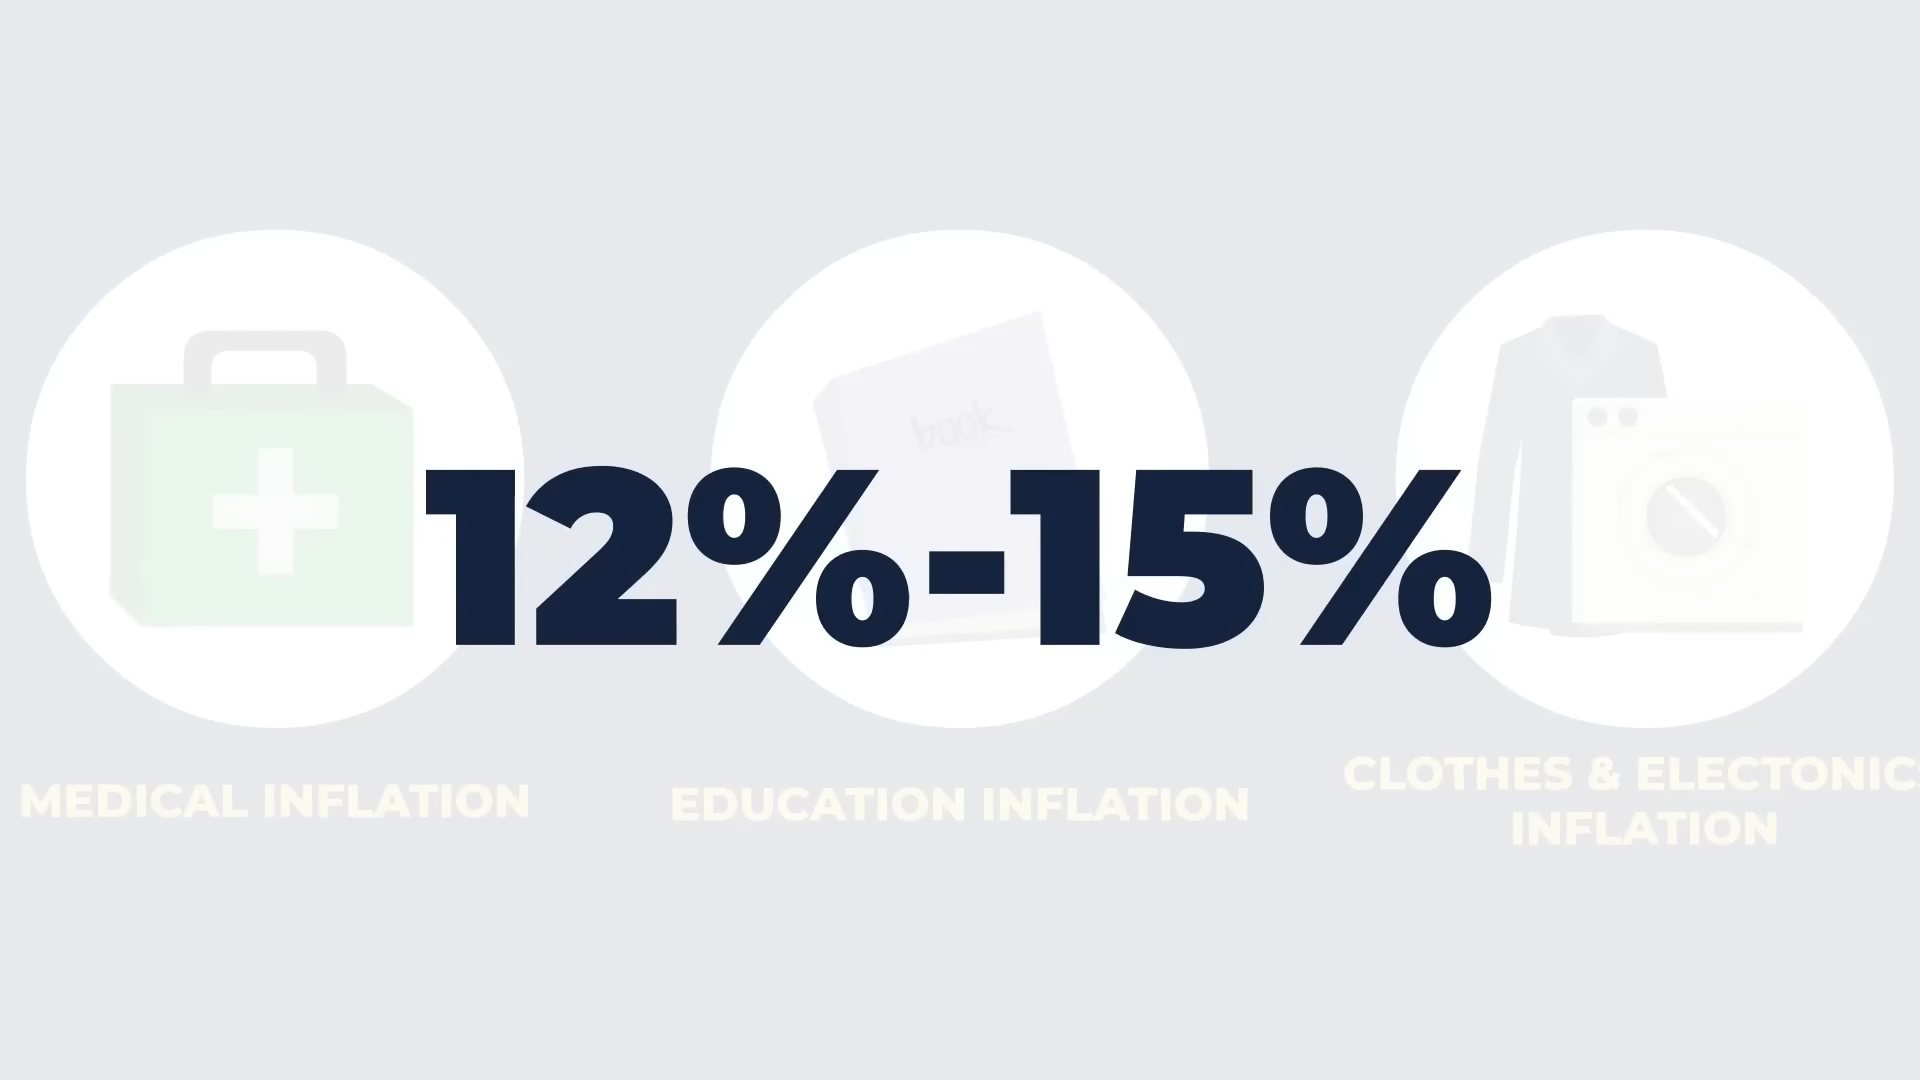 book
12%-15%
MEDICAL INFLATION
EDUCATION INFLATION
CLOTHES & ELECTONIC
INFLATION